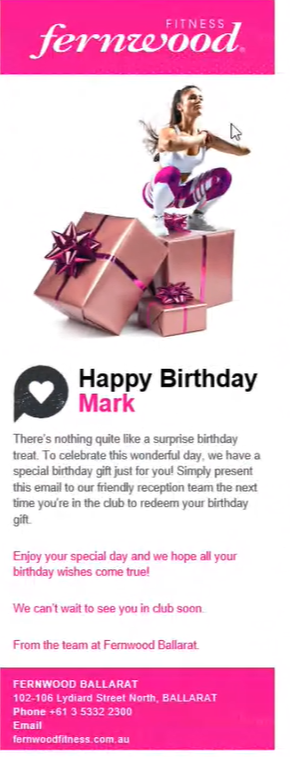 FITNESS
fernwood®
Happy Birthday
Mark
There's nothing quite like a surprise birthday
treat. To celebrate this wonderful day, we have a
special birthday gift just for you! Simply present
this email to our friendly reception team the next
time you're in the club to redeem your birthday
gift.
Enjoy your special day and we hope all your
birthday wishes come true!
We can't wait to see you in club soon.
From the team at Fernwood Ballarat.
FERNWOOD BALLARAT
102-106 Lydiard Street North, BALLARAT
Phone +61 3 5332 2300
Email
fernwoodfitness.com.au